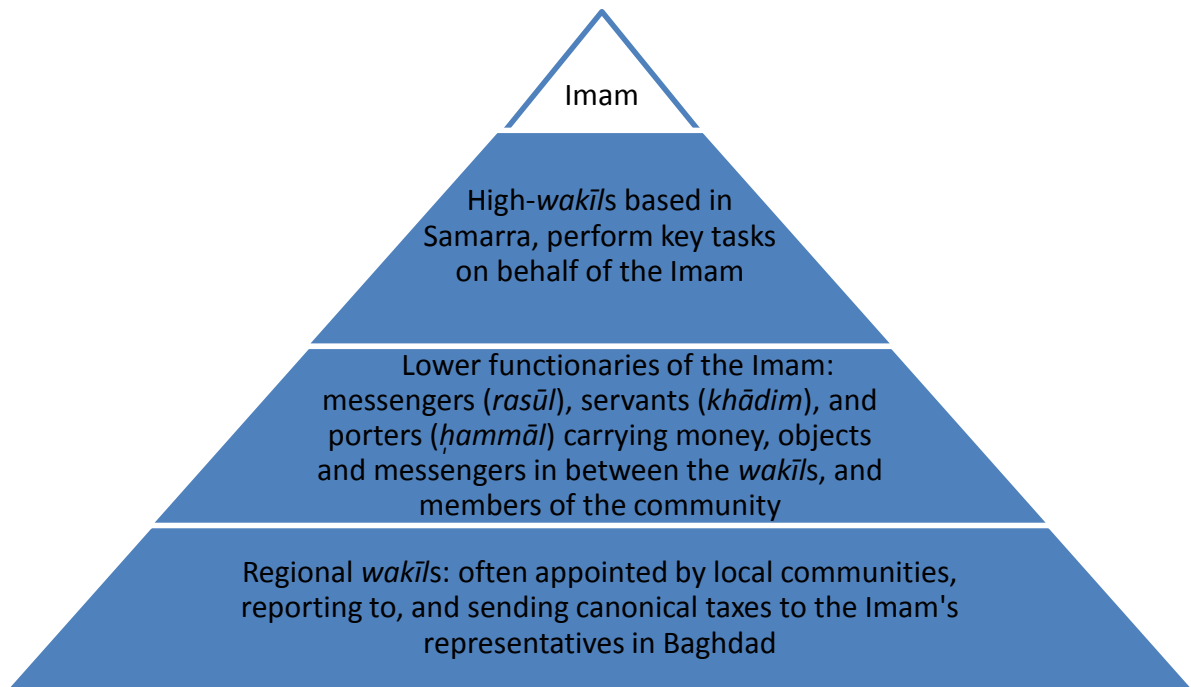 Imam
High-wakīls based in
Samarra, perform key tasks
on behalf of the Imam
Lower functionaries of the Imam:
messengers (rasūl), servants (khādim), and
porters (ḥammāl) carrying money, objects
and messengers in between the wakīls, and
members of the community
Regional wakīls: often appointed by local communities,
reporting to, and sending canonical taxes to the Imam's
representatives in Baghdad